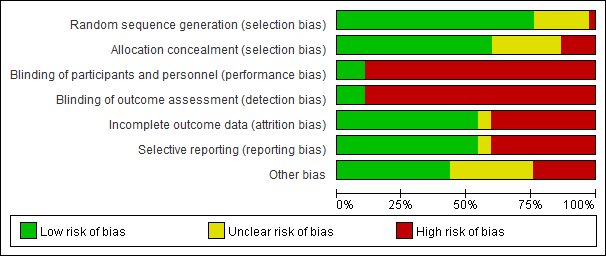 Random sequence generation (selection bias)
Allocation concealment (selection bias)
Blinding of participants and personnel (performance bias)
Blinding of outcome assessment (detection bias)
Incomplete outcome data (attrition bias)
Selective reporting (reporting bias)
Other bias
0% 25% 50% 75% 100%
Low risk of bias Unclear risk of bias High risk of bias